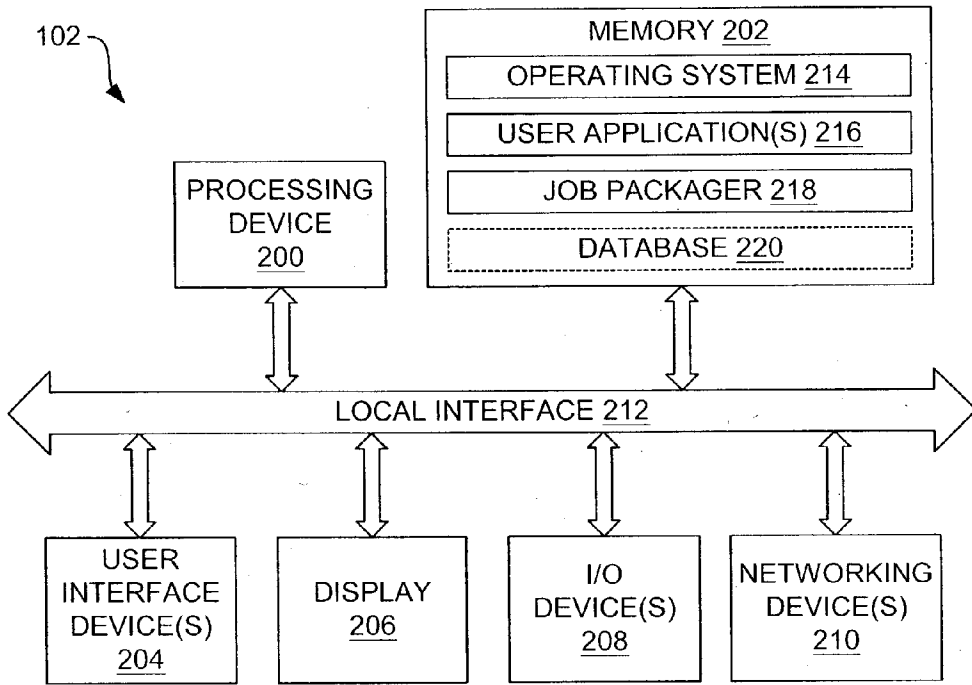 102
MEMORY 202
OPERATING SYSTEM 214
USER APPLICATION(S) 216
JOB PACKAGER 218
DATABASE 220
PROCESSING
DEVICE
200
LOCAL INTERFACE 212
USER
INTERFACE
DEVICE(S)
204
DISPLAY
206
I/O
DEVICE(S)
208
NETWORKING
DEVICE(S)
210